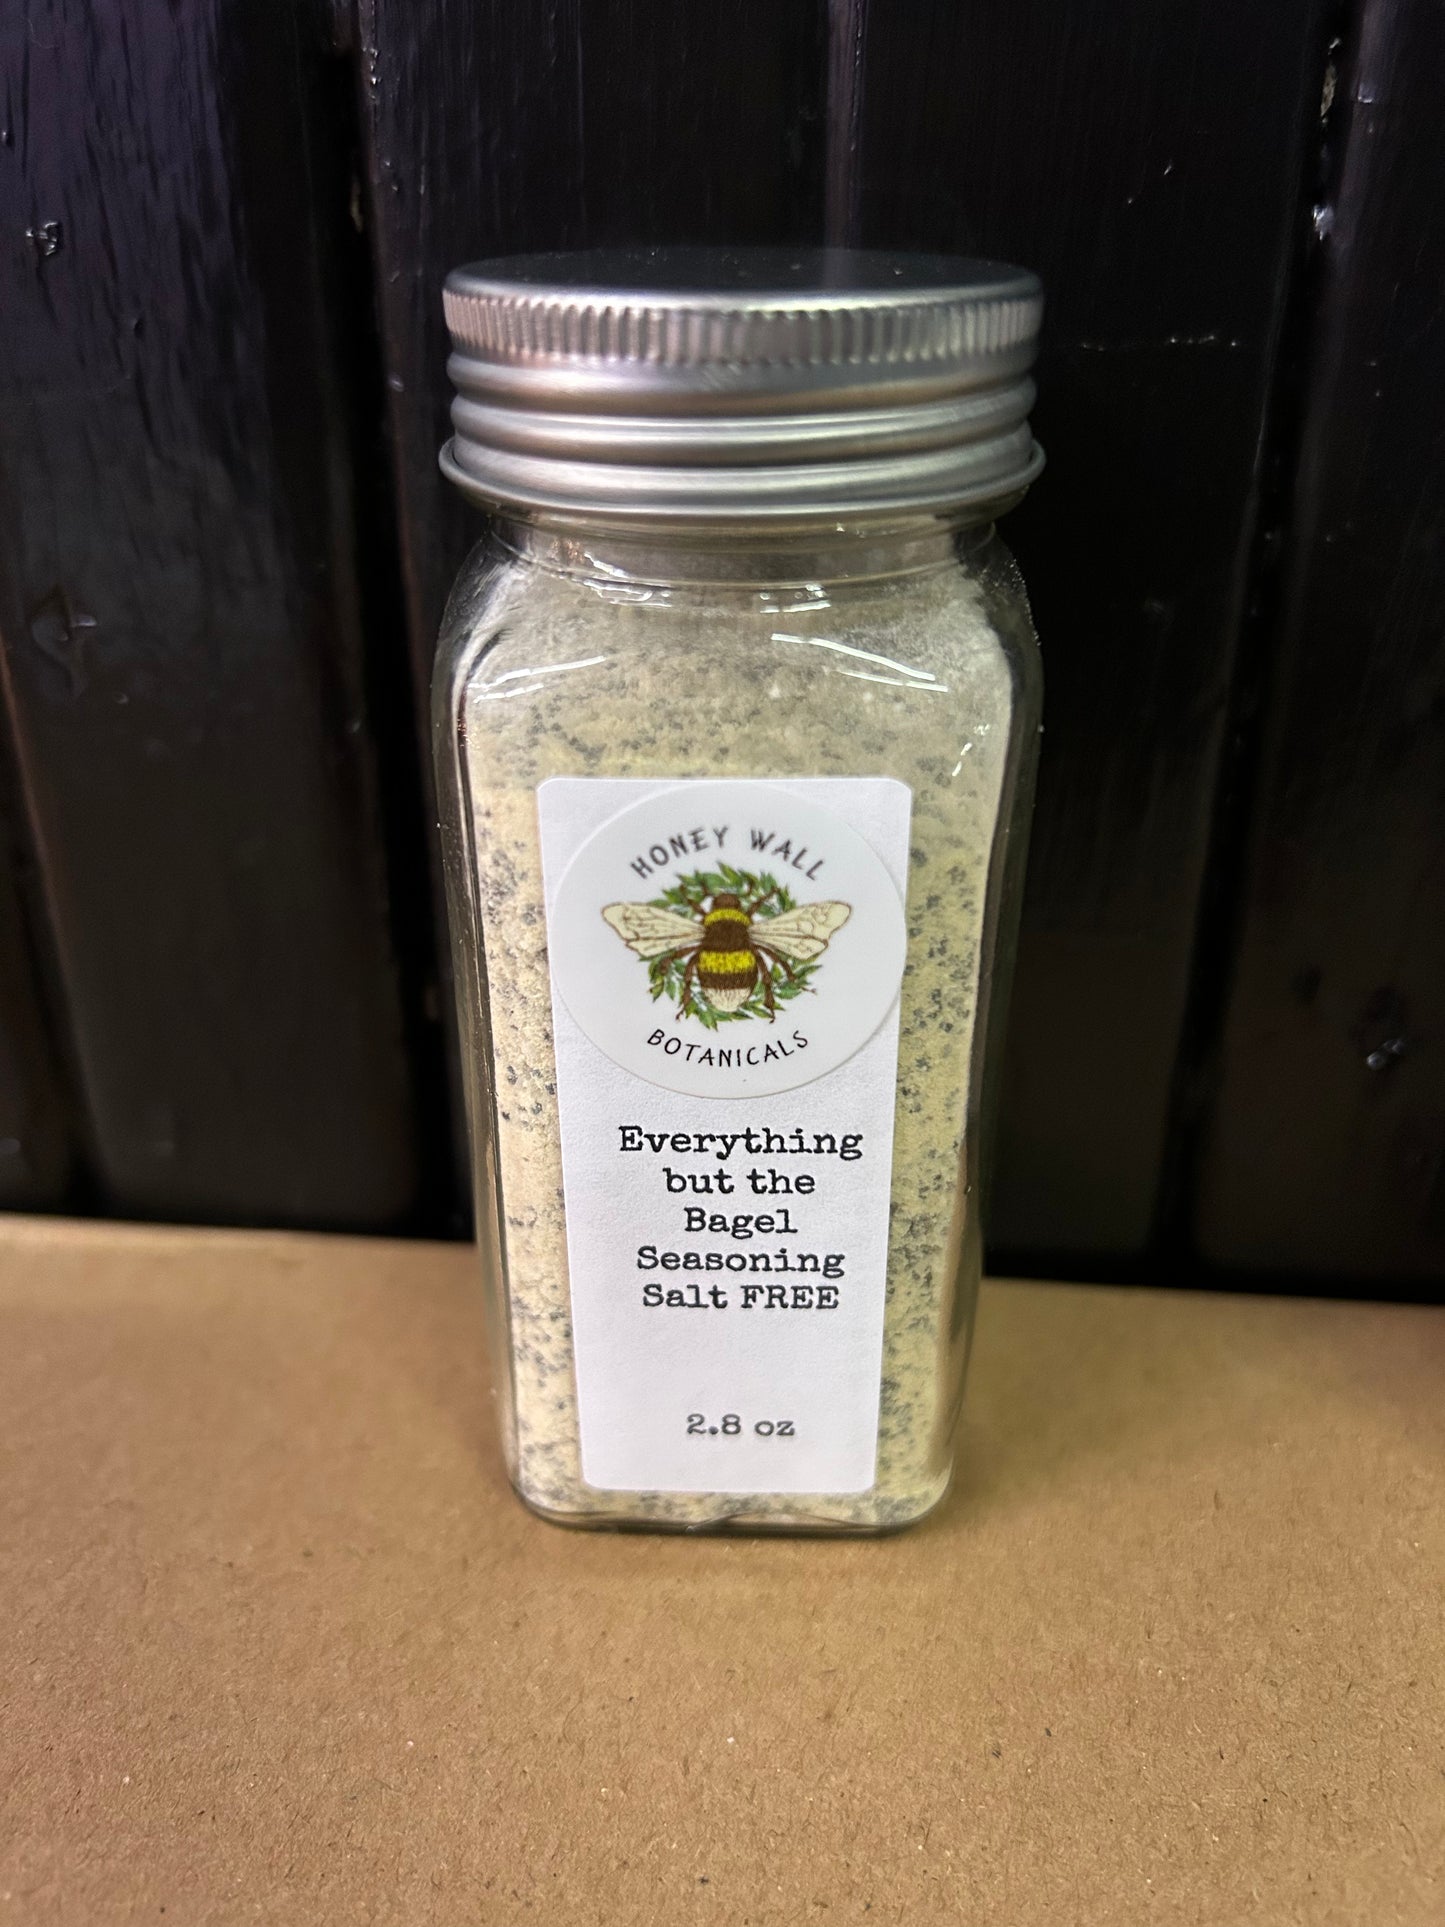 HONEY WALL
BOTANICALS
Everything
but the
Bagel
Seasoning
Salt FREE
2.8 oz